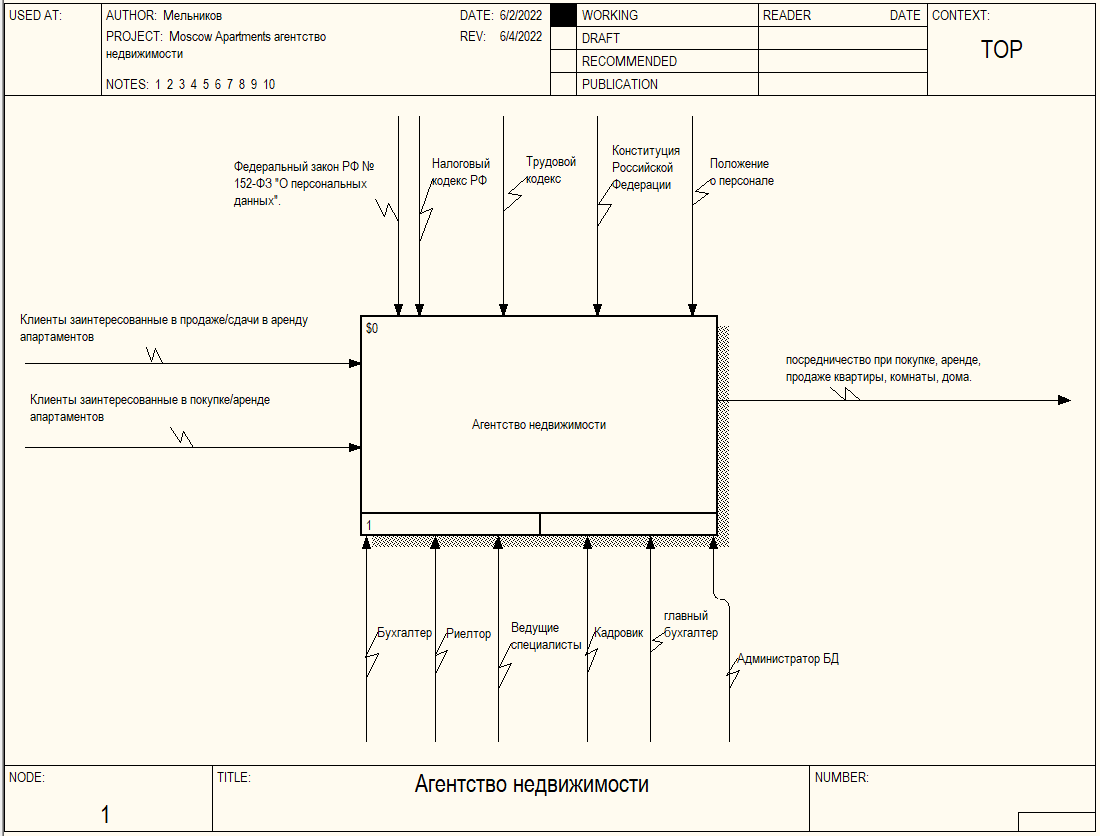 USED AT:
AUTHOR: Мельников
DATE: 6/2/2022
PROJECT: Moscow Apartments агентство
недвижимости
REV: 6/4/2022
NOTES: 1 2 3 4 5 6 7 8 9 10
WORKING
DRAFT
RECOMMENDED
PUBLICATION
READER
DATE
CONTEXT:
TOP
Федеральный закон РФ №
152-ФЗ "О персональных
данных".
Налоговый
кодекс РФ
Трудовой
кодекс
Конституция
Российской
Федерации
Положение
о персонале
Клиенты заинтересованные в продаже/сдачи в аренду
апартаментов
Клиенты заинтересованные в покупке/аренде
апартаментов
$0
Агентство недвижимости
1
посредничество при покупке, аренде,
продаже квартиры, комнаты, дома.
Бухгалтер
Риелтор
Ведущие
специалисты
Кадровик
главный
бухгалтер
Администратор БД
NODE:
1
TITLE:
Агентство недвижимости
NUMBER: